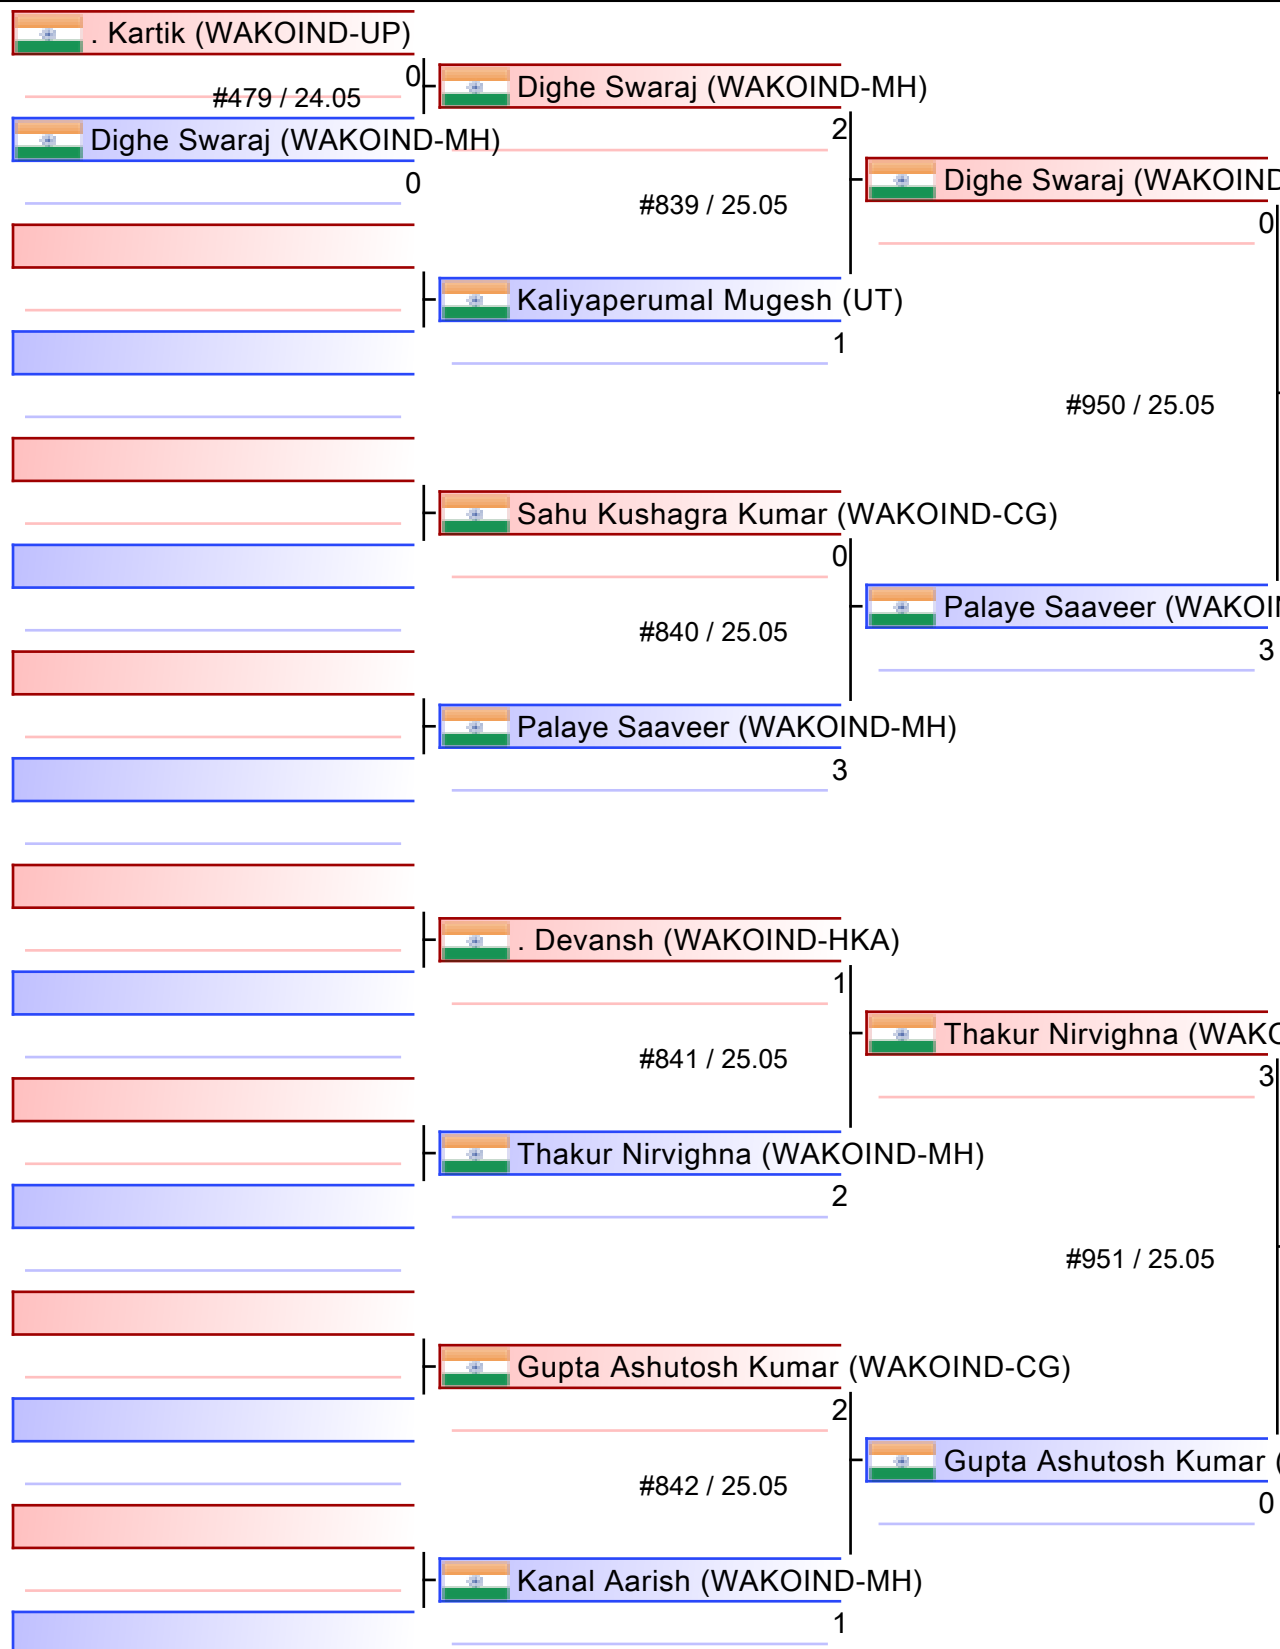 . Kartik (WAKOIND-UP)
0
#479 / 24.05
Dighe Swaraj (WAKOIND-MH)
0
Dighe Swaraj (WAKOIND-MH)
2
#839 / 25.05
Kaliyaperumal Mugesh (UT)
1
Sahu Kushagra Kumar (WAKOIND-CG)
0
#840 / 25.05
Palaye Saaveer (WAKOIND-MH)
3
. Devansh (WAKOIND-HKA)
1
#841 / 25.05
Thakur Nirvighna (WAKOIND-MH)
2
Gupta Ashutosh Kumar (WAKOIND-CG)
2
#842 / 25.05
Kanal Aarish (WAKOIND-MH)
1
Dighe Swaraj (WAKOIND
0
#950 / 25.05
Palaye Saaveer (WAKOI
3
Thakur Nirvighna (WAK
3
#951 / 25.05
Gupta Ashutosh Kumar (
0